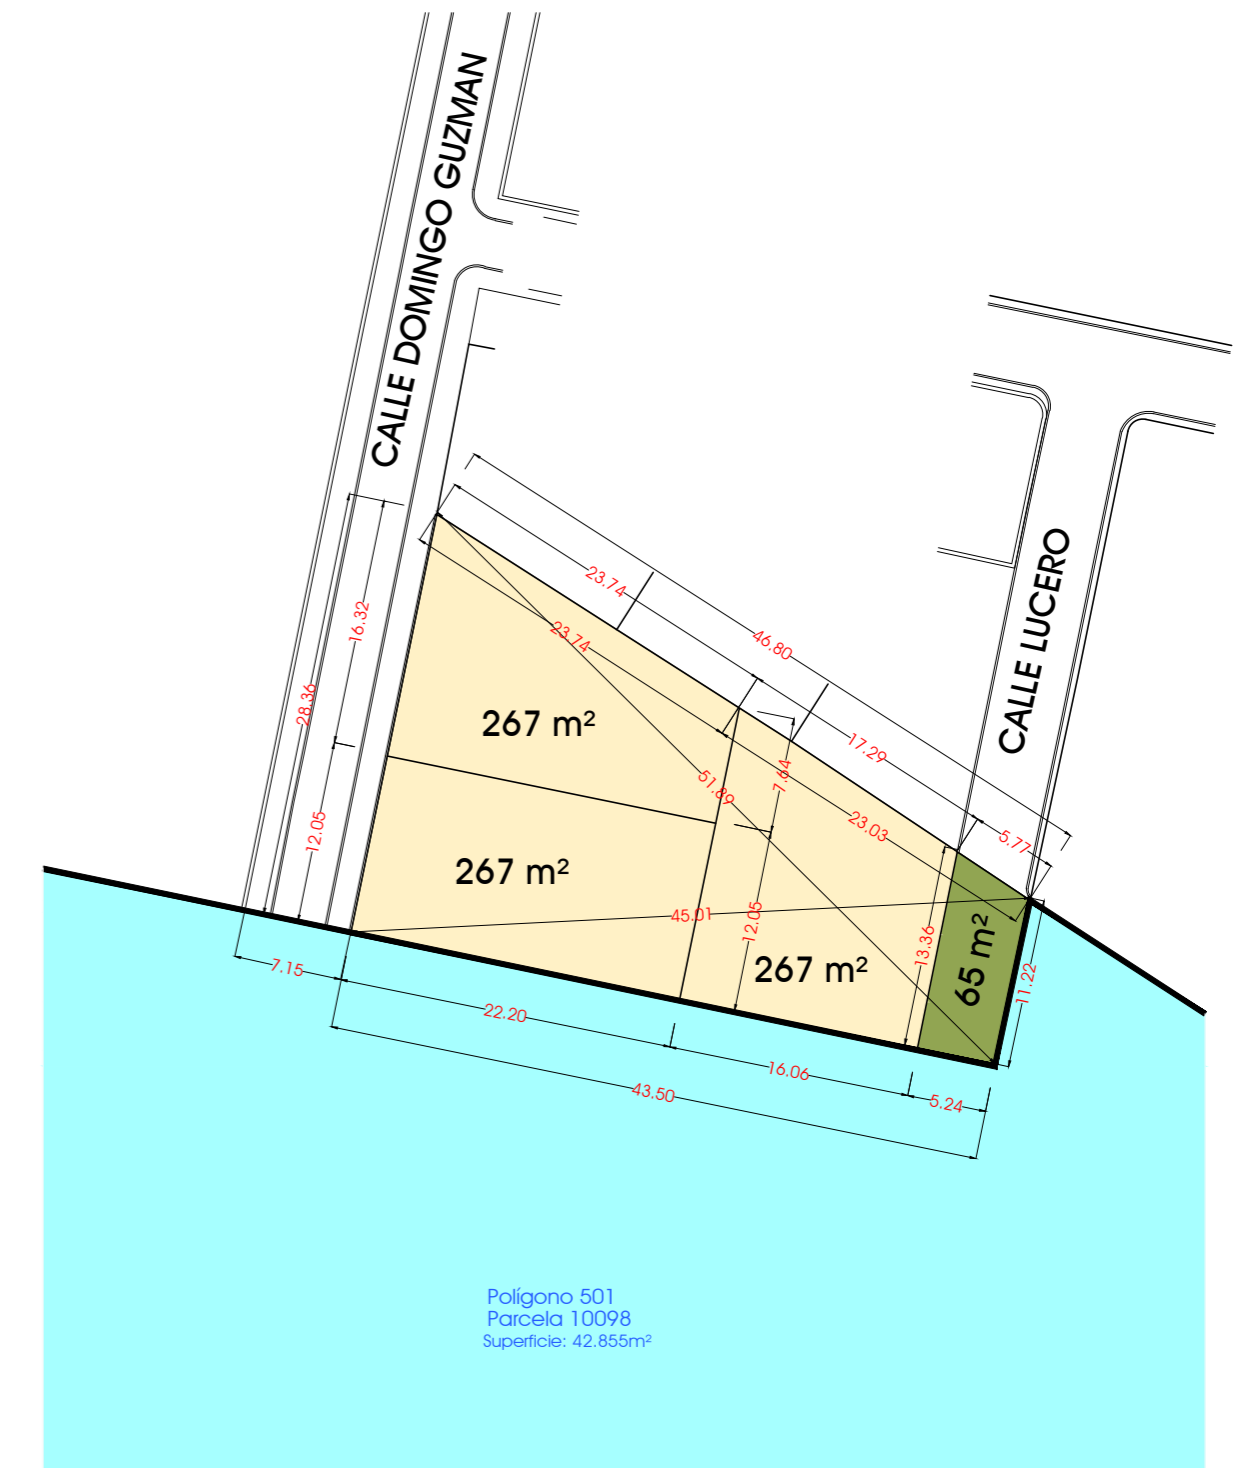 CALLE DOMINGO GUZMAN
CALLE LUCERO
23.74
46.80
16.32
23.74
28.36
267 m²
17.29
7.64
51.89
23.03
5.77
12.05
267 m²
45.01
12.05
13.36
65 m²
267 m²
11.22
7.15
22.20
16.06
43.50
5.24
Polígono 501
Parcela 10098
Superficie: 42.855m²